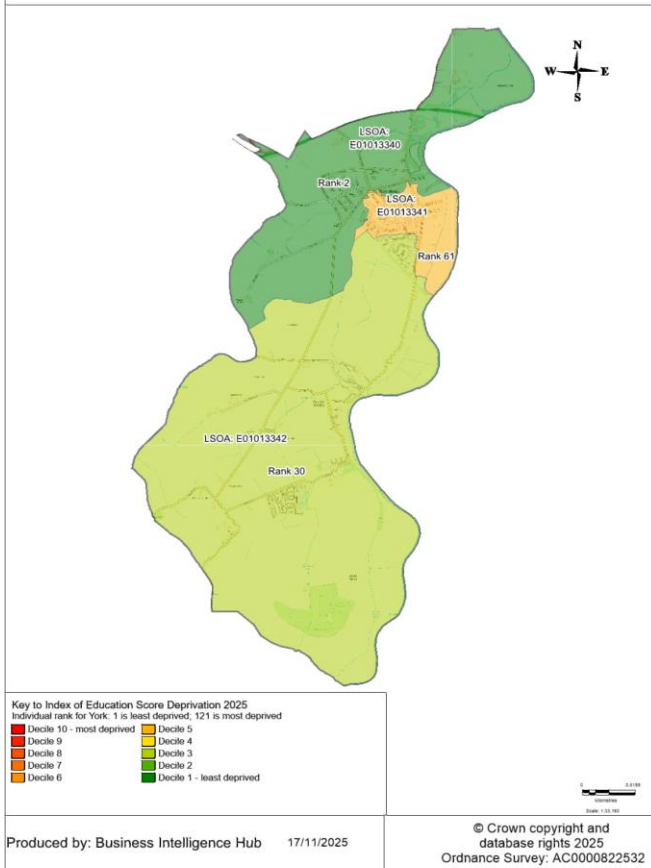 N
W E
S
LSOA:
E01013340
Rank 2
LSOA:
E01013341
Rank 61
LSOA: E01013342
Rank 30
Key to Index of Education Score Deprivation 2025
Individual rank for York: 1 is least deprived; 121 is most deprived
Decile 10 - most deprived
Decile 9
Decile 8
Decile 7
Decile 6
Decile 5
Decile 4
Decile 3
Decile 2
Decile 1 - least deprived
kilometres
Produced by: Business Intelligence Hub 17/11/2025
© Crown copyright and
database rights 2025
Ordnance Survey: AC0000822532